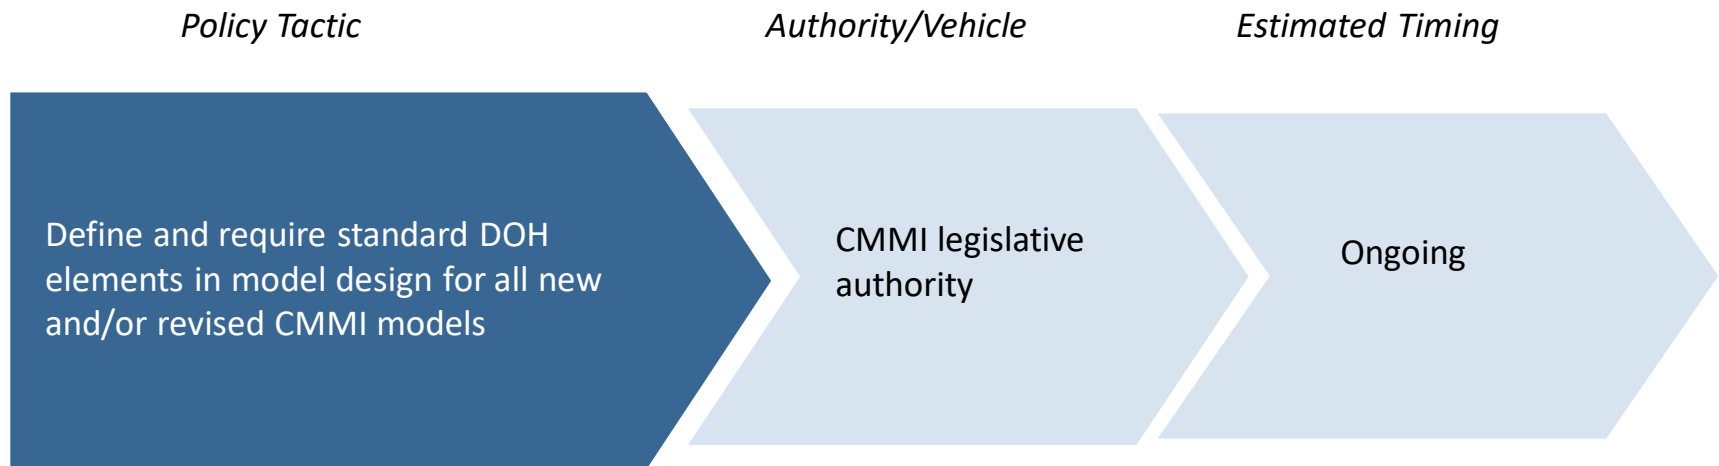 Policy Tactic
Authority/Vehicle
Estimated Timing
Define and require standard DOH
elements in model design for all new
and/or revised CMMI models
CMMI legislative
authority
Ongoing